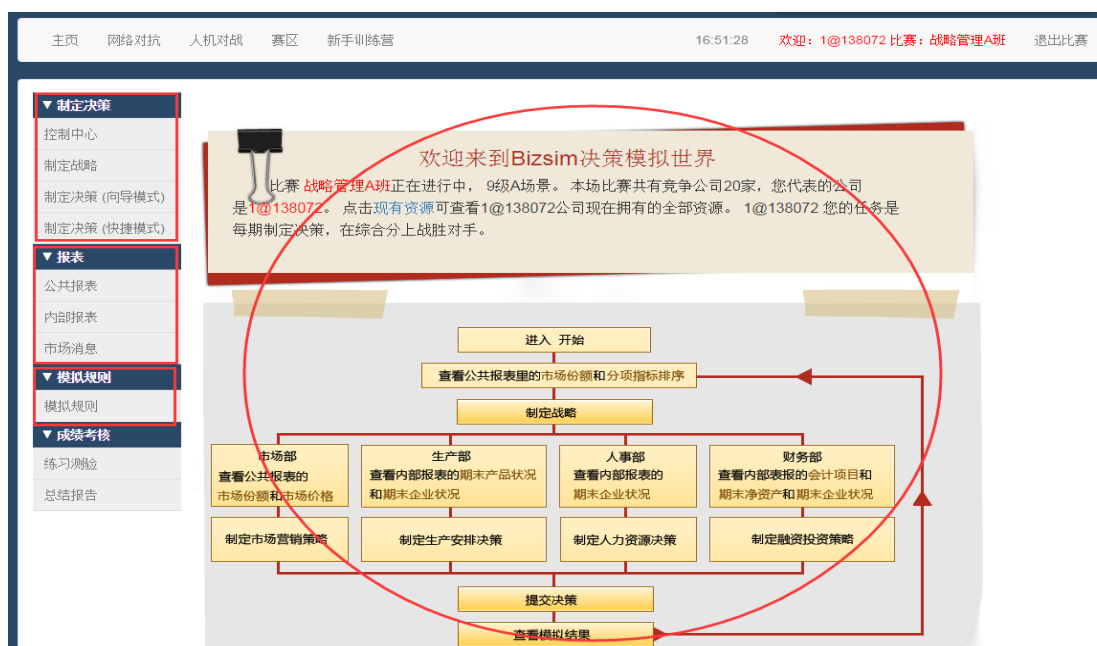 主页 网络对抗 人机对战 赛区 新手训练营 16:51:28 欢迎：1@138072 比赛：战略管理A班 退出比赛
▼ 制定决策
控制中心
制定战略
制定决策 (向导模式)
制定决策 (快捷模式)
▼ 报表
公共报表
内部报表
市场消息
▼ 模拟规则
模拟规则
▼ 成绩考核
练习测验
总结报告
欢迎来到Bizsim决策模拟世界
比赛 战略管理A班正在进行中， 9级A场景。 本场比赛共有竞争公司20家，您代表的公司
是1@138072。 点击现有资源可查看1@138072公司现在拥有的全部资源。 1@138072 您的任务是
每期制定决策，在综合分上战胜对手。
进入 开始
查看公共报表里的市场份额和分项指标排序
制定战略
市场部
查看公共报表的
市场份额和市场价格
生产部
查看内部报表的期末产品状况
和期末企业状况
人事部
查看内部报表的
期末企业状况
财务部
查看内部表报的会计项目和
期末净资产和期末企业状况
制定市场营销策略
制定生产安排决策
制定人力资源决策
制定融资投资策略
提交决策
查看模拟结果